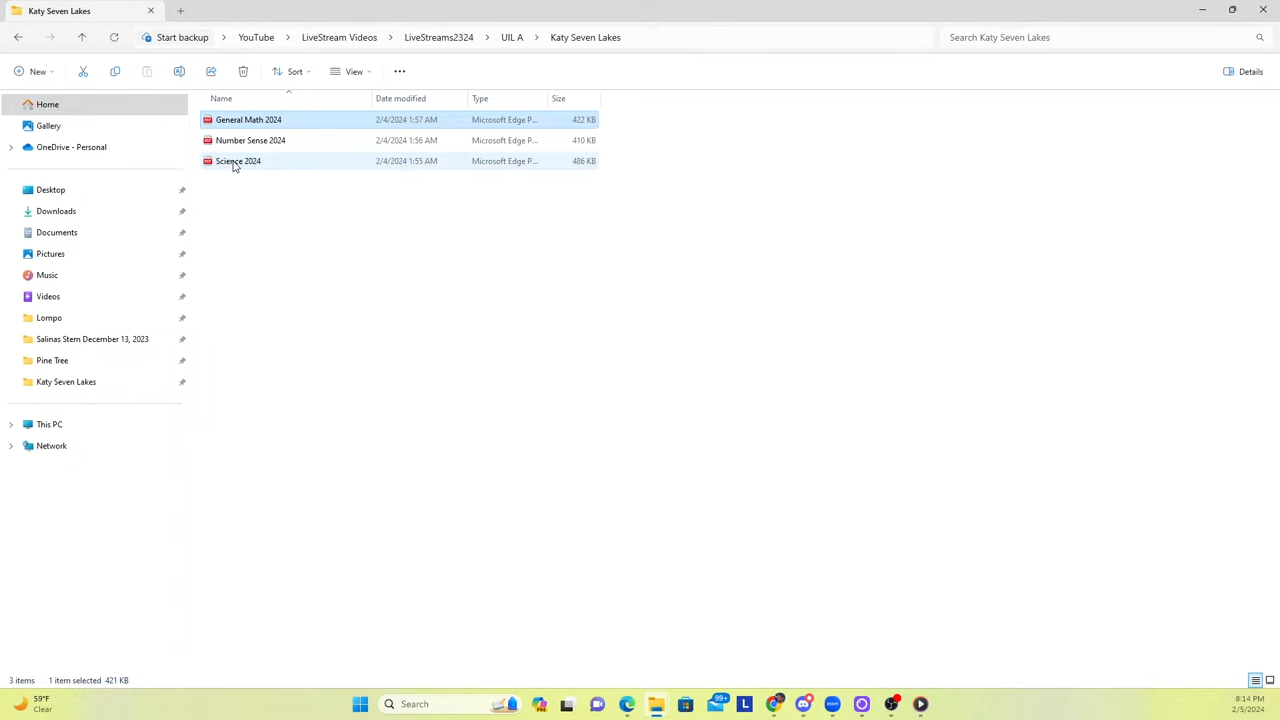 Katy Seven Lakes
Start backup > YouTube > LiveStream Videos > LiveStreams2324 > UIL A > Katy Seven Lakes
Search Katy Seven Lakes
New
Sort
View
Details
Name Date modified Type Size
General Math 2024 2/4/2024 1:57 AM Microsoft Edge P... 422 KB
Number Sense 2024 2/4/2024 1:56 AM Microsoft Edge P... 410 KB
Science 2024 2/4/2024 1:55 AM Microsoft Edge P... 486 KB
Home
Gallery
OneDrive - Personal
Desktop
Downloads
Documents
Pictures
Music
Videos
Lompo
Salinas Stem December 13, 2023
Pine Tree
Katy Seven Lakes
This PC
Network
3 items 1 item selected 421 KB
59°F
Clear
Search
99+
8:14 PM
2/5/2024